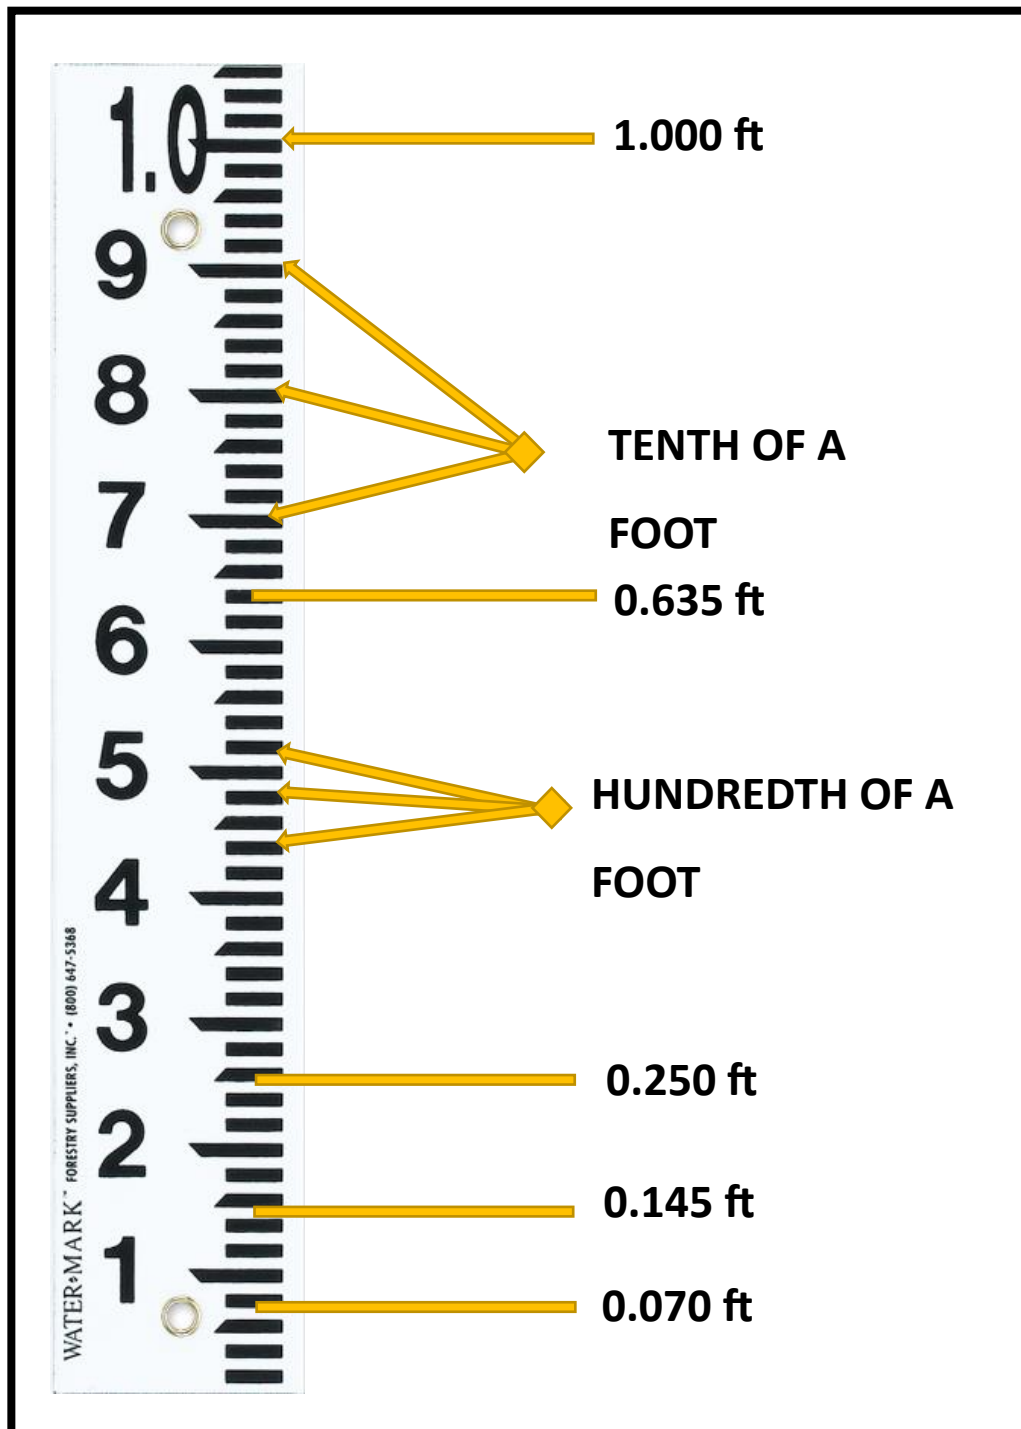 1.0
1.000 ft
9
8
TENTH OF A
FOOT
7
0.635 ft
6
5
HUNDREDTH OF A
FOOT
4
3
0.250 ft
2
0.145 ft
1
0.070 ft
WATER•MARK™ FORESTRY SUPPLIERS, INC.™ • (800) 647-5368